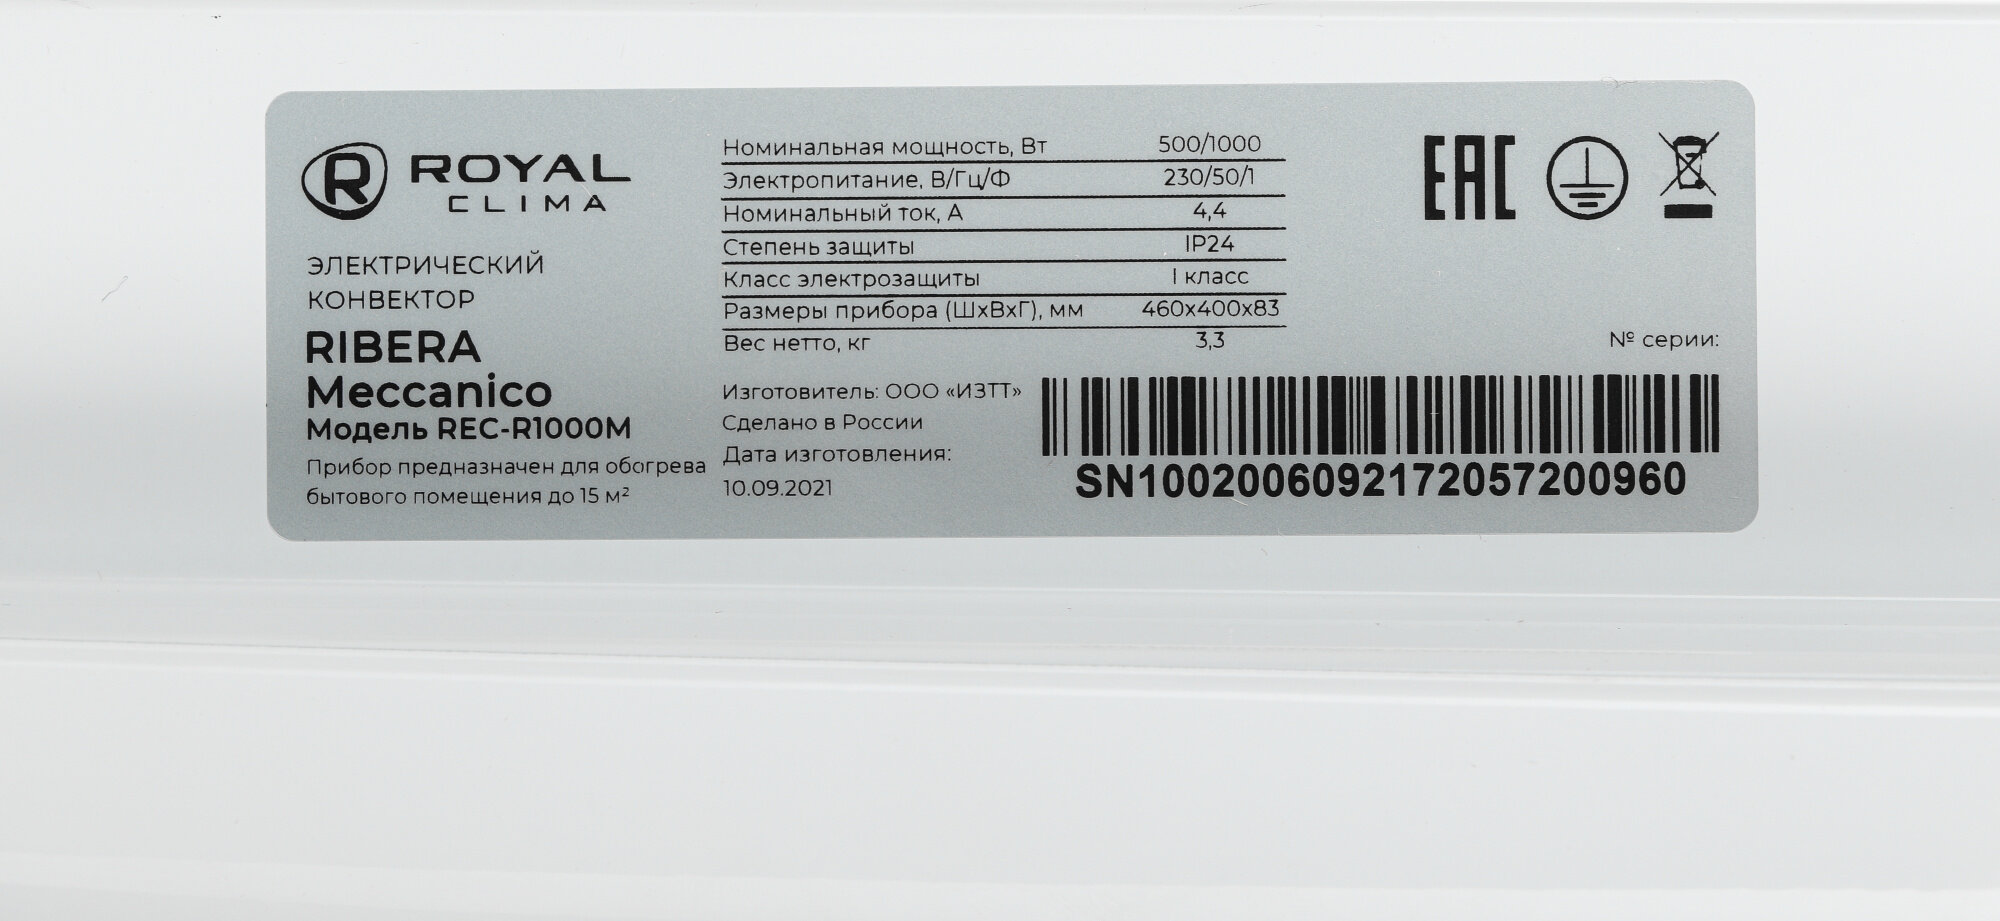 ROYAL
CLIMA
ЭЛЕКТРИЧЕСКИЙ
КОНВЕКТОР
RIBERA
Meccanico
Модель REC-R1000M
Прибор предназначен для обогрева
бытового помещения до 15 м²
Номинальная мощность, Вт 500/1000
Электропитание, В/Гц/Ф 230/50/1
Номинальный ток, А 4,4
Степень защиты IP24
Класс электрозащиты I класс
Размеры прибора (ШхВхГ), мм 460x400x83
Вес нетто, кг 3,3
Изготовитель: ООО «ИЗТТ»
Сделано в России
Дата изготовления:
10.09.2021
EAC
№ серии:
SN1002006092172057200960